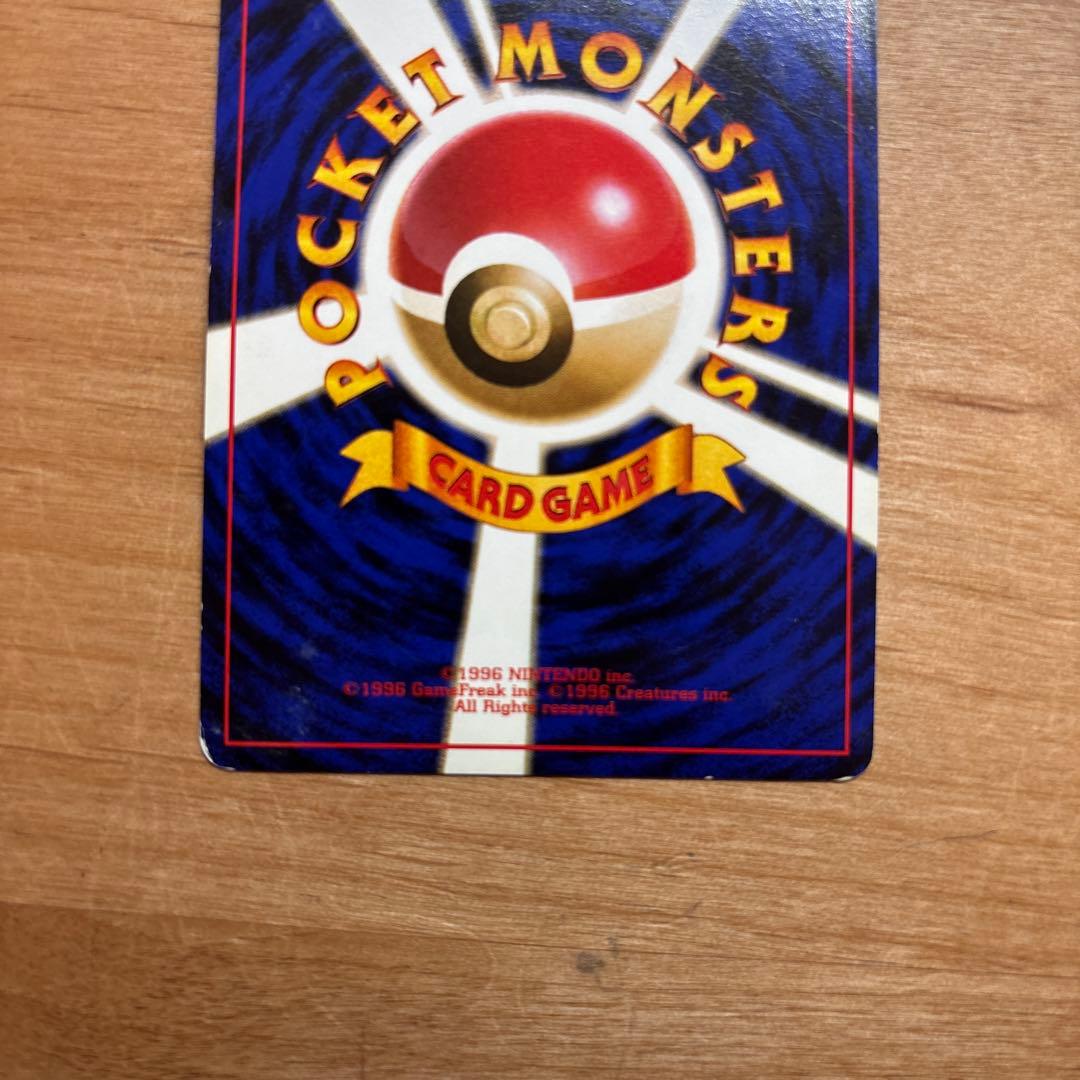 POCKET MONSTERS
CARD GAME
©1996 NINTENDO inc.
©1996 GameFreak inc. ©1996 Creatures inc.
All Rights reserved.